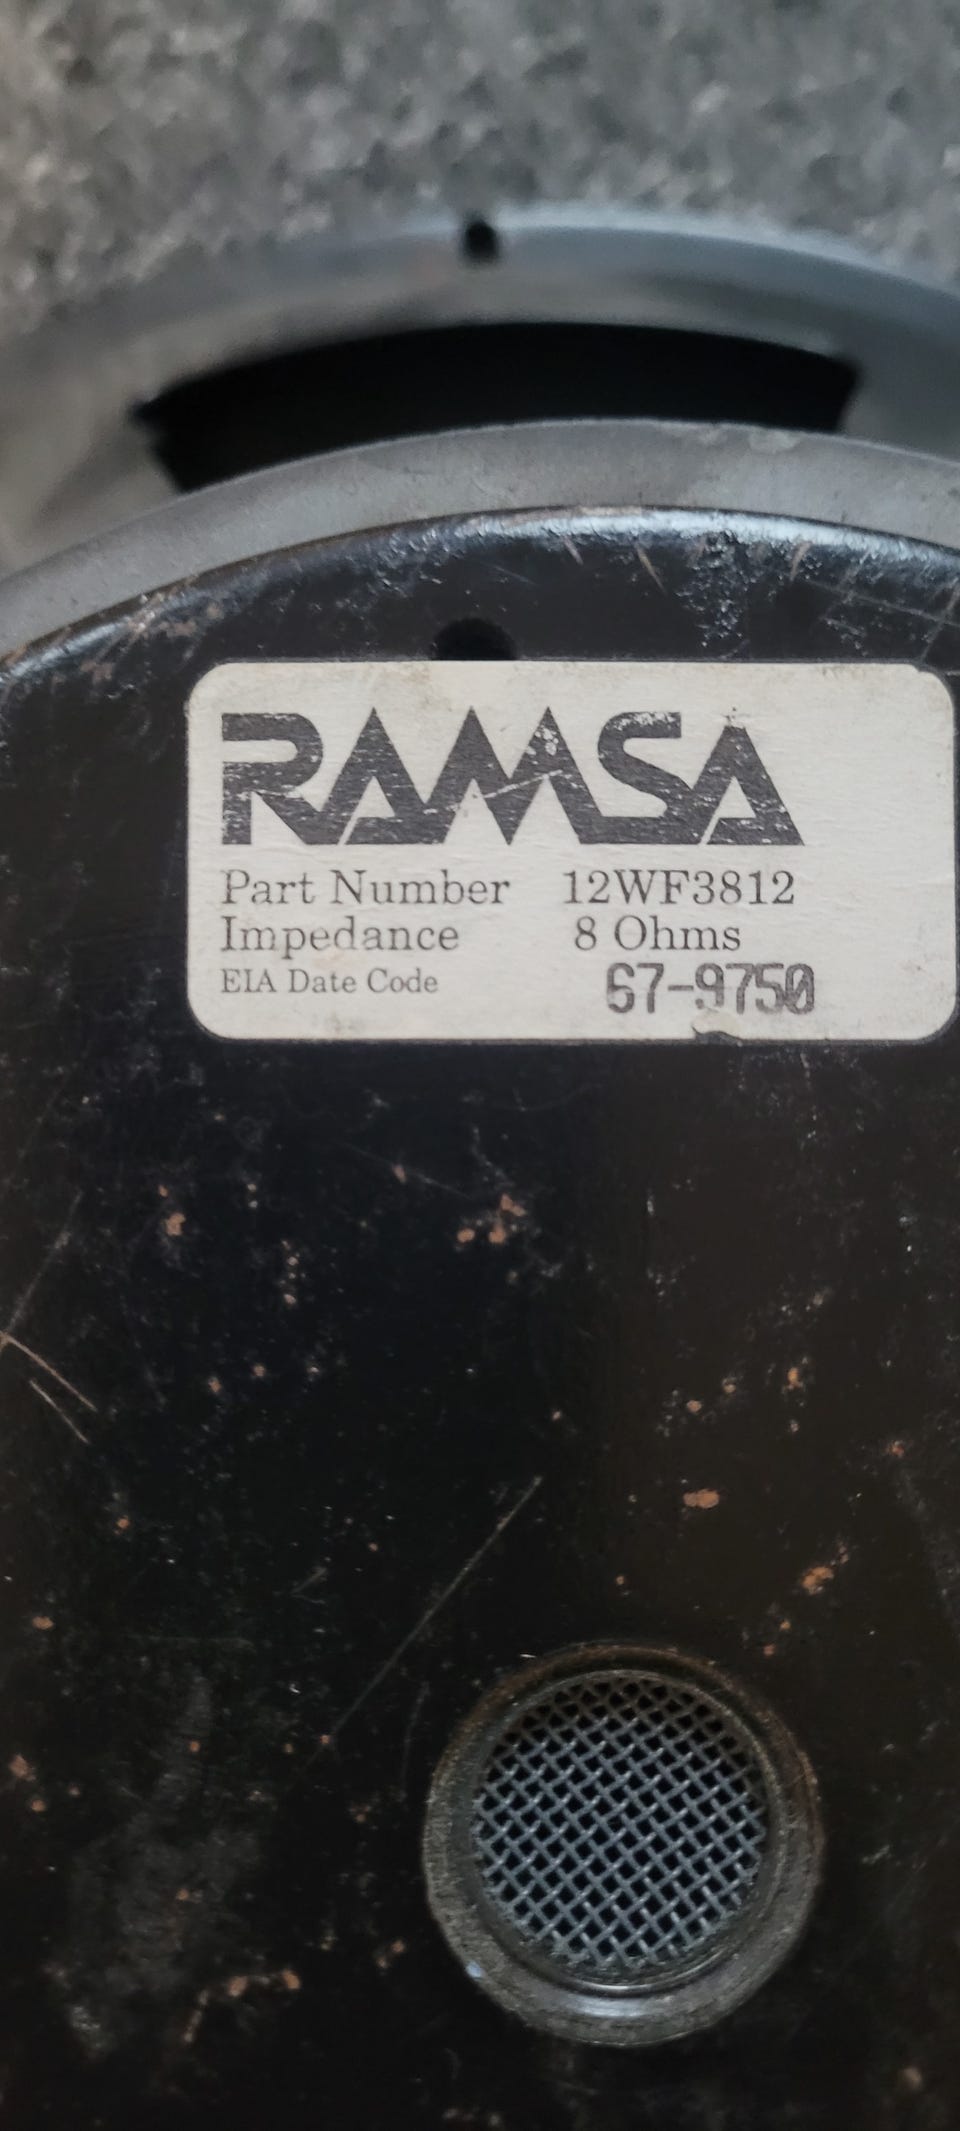 RAMSA
Part Number 12WF3812
Impedance 8 Ohms
EIA Date Code 67-9750